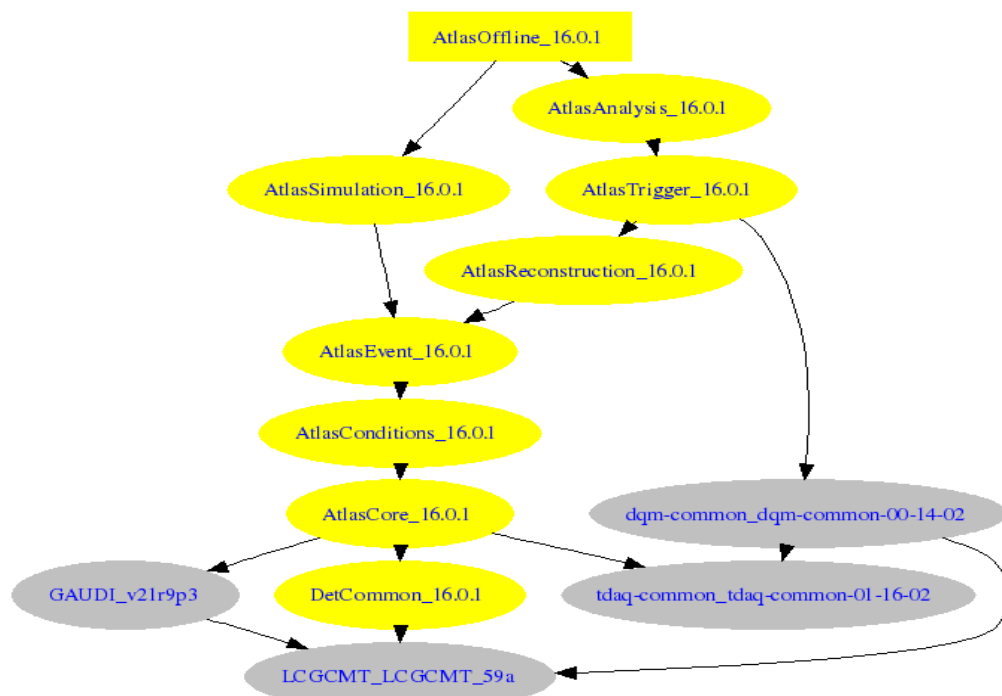 AtlasOffline_16.0.1
AtlasAnalysis_16.0.1
AtlasSimulation_16.0.1
AtlasTrigger_16.0.1
AtlasReconstruction_16.0.1
AtlasEvent_16.0.1
AtlasConditions_16.0.1
AtlasCore_16.0.1
dqm-common_dqm-common-00-14-02
GAUDI_v21r9p3
DetCommon_16.0.1
tdaq-common_tdaq-common-01-16-02
LCGCMT_LCGCMT_59a